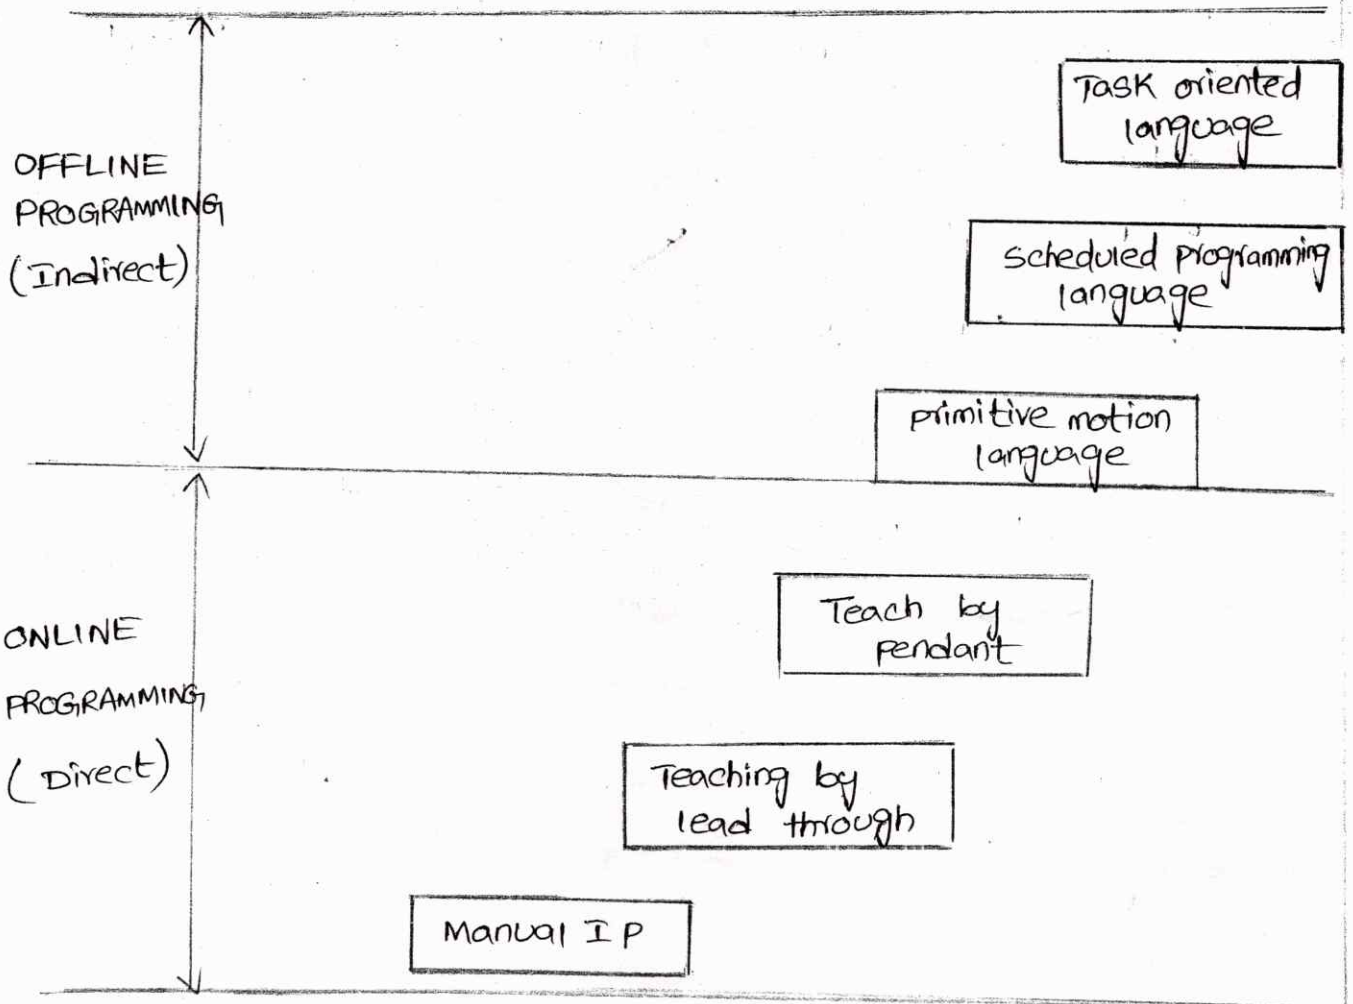 Task oriented
language
OFFLINE
PROGRAMMING
(Indirect)
Scheduled programming
language
primitive motion
language
Teach by
pendant
ONLINE
PROGRAMMING
(Direct)
Teaching by
lead through
Manual IP